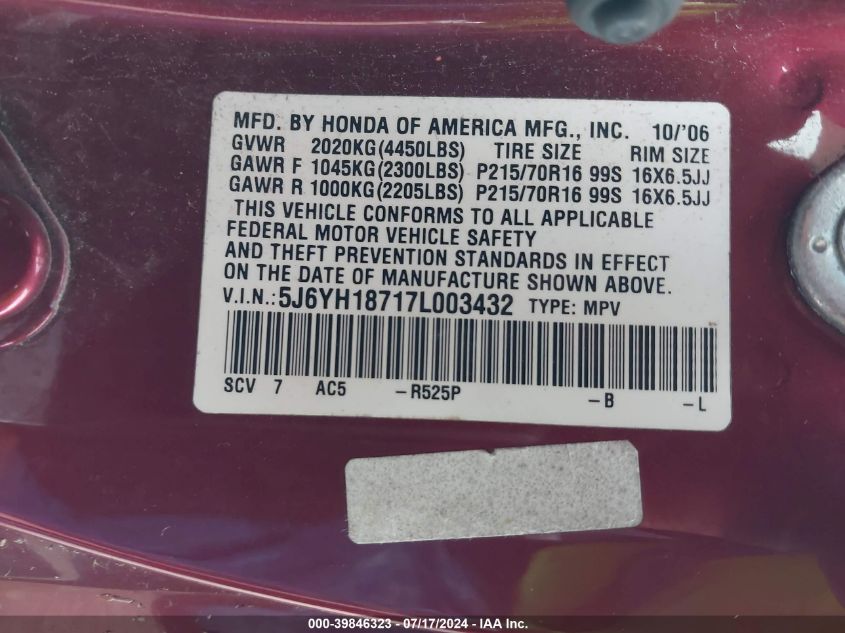 MFD. BY HONDA OF AMERICA MFG., INC. 10/'06
GVWR 2020KG(4450LBS) TIRE SIZE RIM SIZE
GAWR F 1045KG(2300LBS) P215/70R16 99S 16X6.5JJ
GAWR R 1000KG(2205LBS) P215/70R16 99S 16X6.5JJ
THIS VEHICLE CONFORMS TO ALL APPLICABLE
FEDERAL MOTOR VEHICLE SAFETY
AND THEFT PREVENTION STANDARDS IN EFFECT
ON THE DATE OF MANUFACTURE SHOWN ABOVE.
V.I.N.:5J6YH18717L003432 TYPE: MPV
SCV 7 AC5 -R525P -B -L
000-39846323 - 07/17/2024 - IAA Inc.